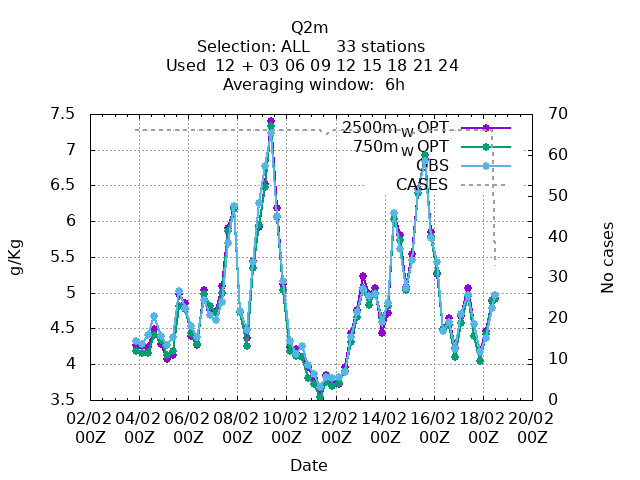 Q2m
Selection: ALL 33 stations
Used 12 + 03 06 09 12 15 18 21 24
Averaging window: 6h
7.5
7
6.5
6
5.5
5
4.5
4
3.5
g/Kg
70
60
50
40
30
20
10
0
No cases
2500m_wOPT
750m_wOPT
OBS
CASES
02/02 04/02 06/02 08/02 10/02 12/02 14/02 16/02 18/02 20/02
00Z 00Z 00Z 00Z 00Z 00Z 00Z 00Z 00Z 00Z
Date